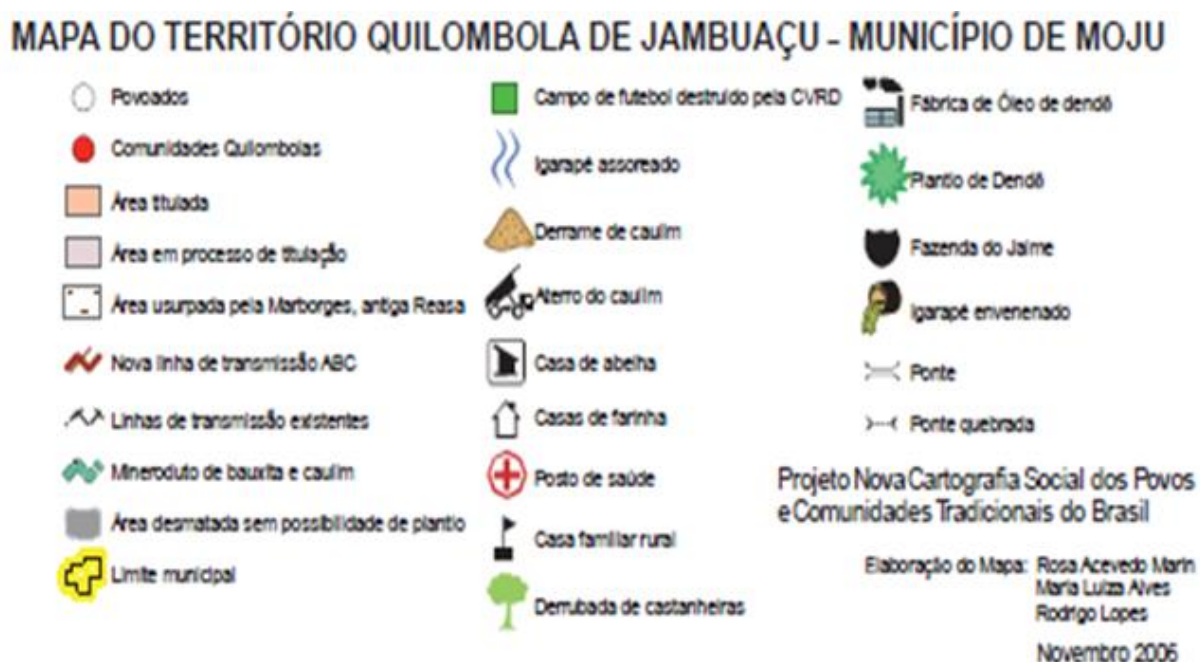 MAPA DO TERRITÓRIO QUILOMBOLA DE JAMBUAÇU - MUNICÍPIO DE MOJU
Povoados
Comunidades Quilombolas
Área titulada
Área em processo de titulação
Área usurpada pela Marborges, antiga Reasa
Nova linha de transmissão ABC
Linhas de transmissão existentes
Mineroduto de bauxita e caulim
Área desmatada sem possibilidade de plantio
Limite municipal
Campo de futebol destruído pela CVRD
Igarapé assoreado
Derrame de caulim
Aterro do caulim
Casa de abelha
Casas de farinha
Posto de saúde
Casa familiar rural
Derrubada de castanheiras
Fábrica de Óleo de dendê
Plantio de Dendê
Fazenda do Jaime
Igarapé envenenado
Ponte
Ponte quebrada
Projeto Nova Cartografia Social dos Povos
e Comunidades Tradicionais do Brasil
Elaboração do Mapa: Rosa Acevedo Marin
Maria Luiza Alves
Rodrigo Lopes
Novembro 2006